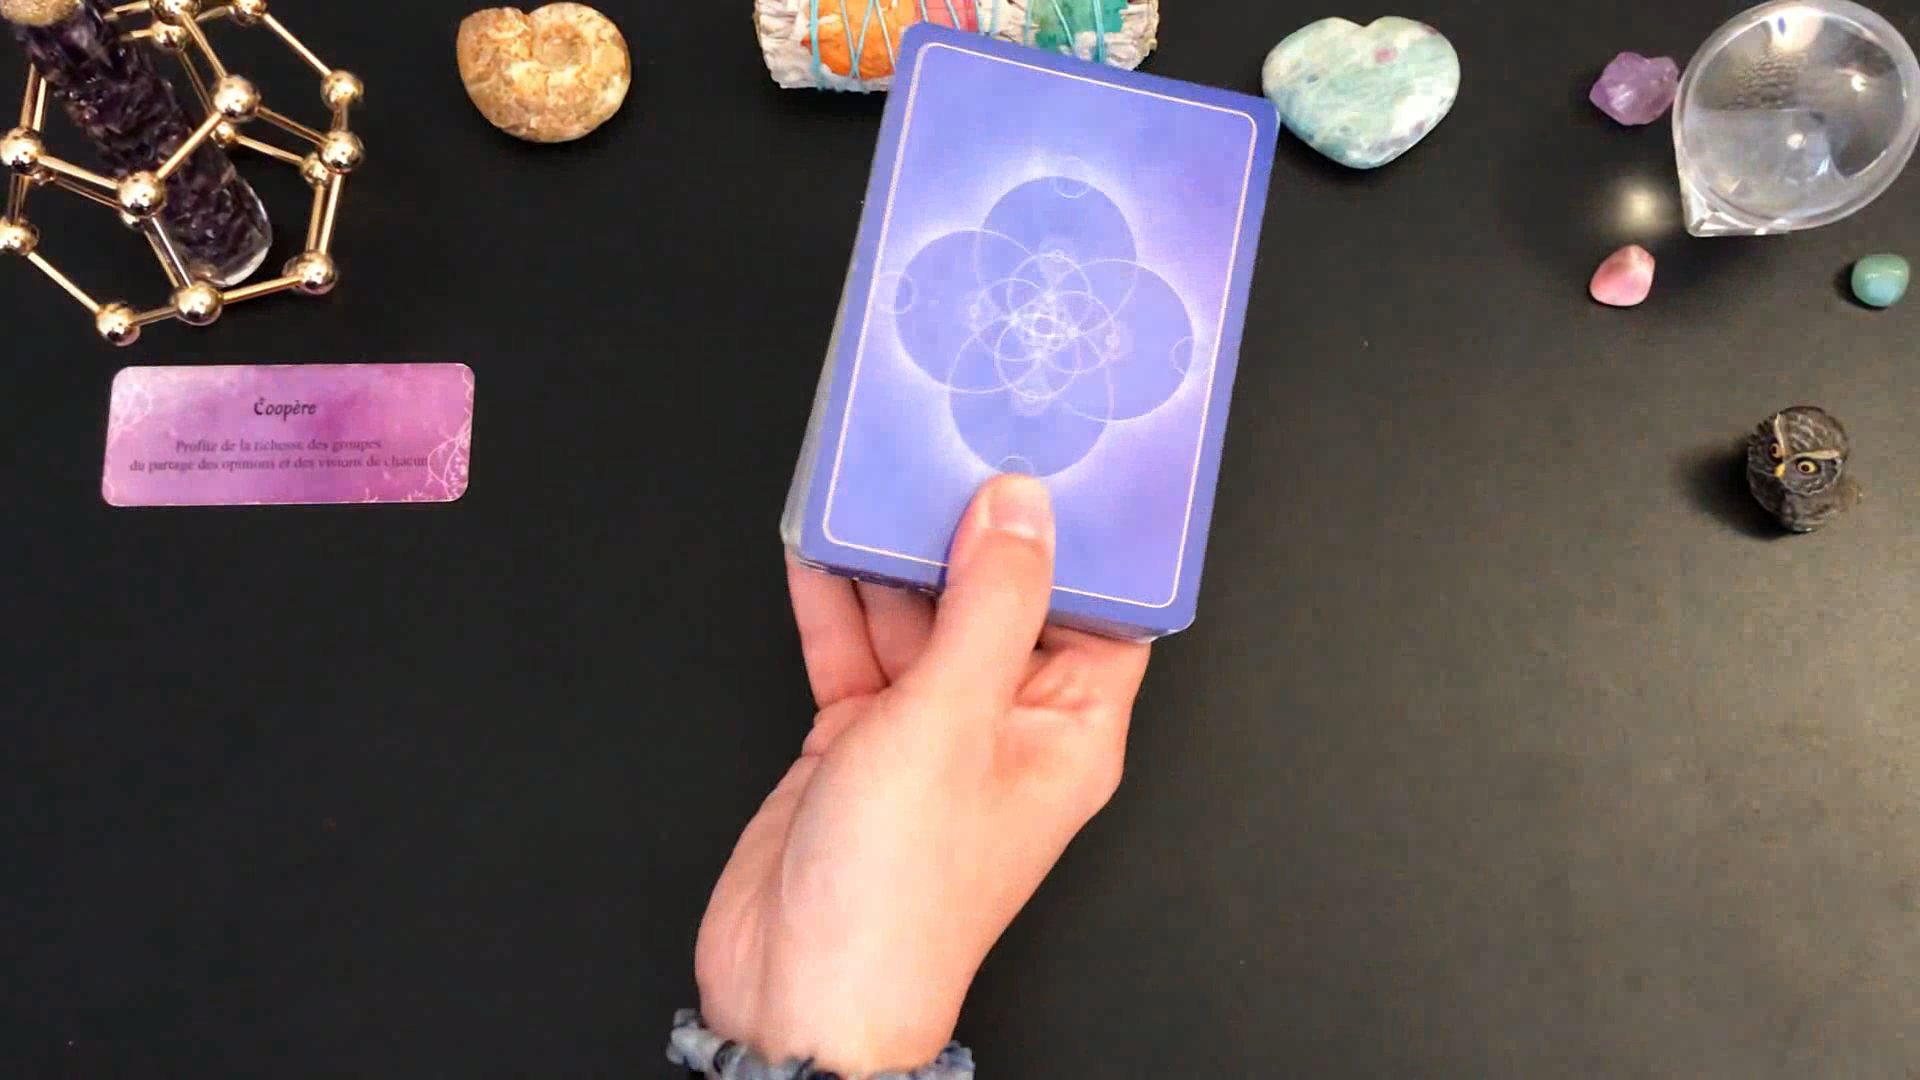 Coopère
Profite de la richesse des groupes
du partage des opinions et des visions de chacun